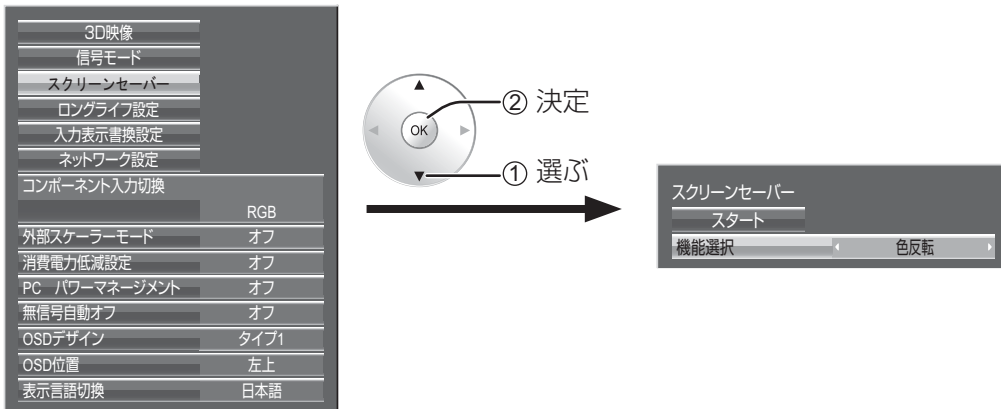 3D映像
信号モード
スクリーンセーバー
ロングライフ設定
入力表示書換設定
ネットワーク設定
コンポーネント入力切換
RGB
外部スケーラーモード オフ
消費電力低減設定 オフ
PC パワーマネージメント オフ
無信号自動オフ オフ
OSDデザイン タイプ1
OSD位置 左上
表示言語切換 日本語
OK
② 決定
① 選ぶ
スクリーンセーバー
スタート
機能選択 色反転